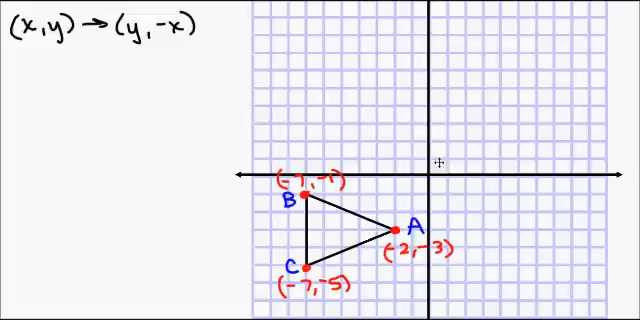 (x,y) → (y,-x)
(-7,-1)
B
A
(-2,-3)
C
(-7,-5)